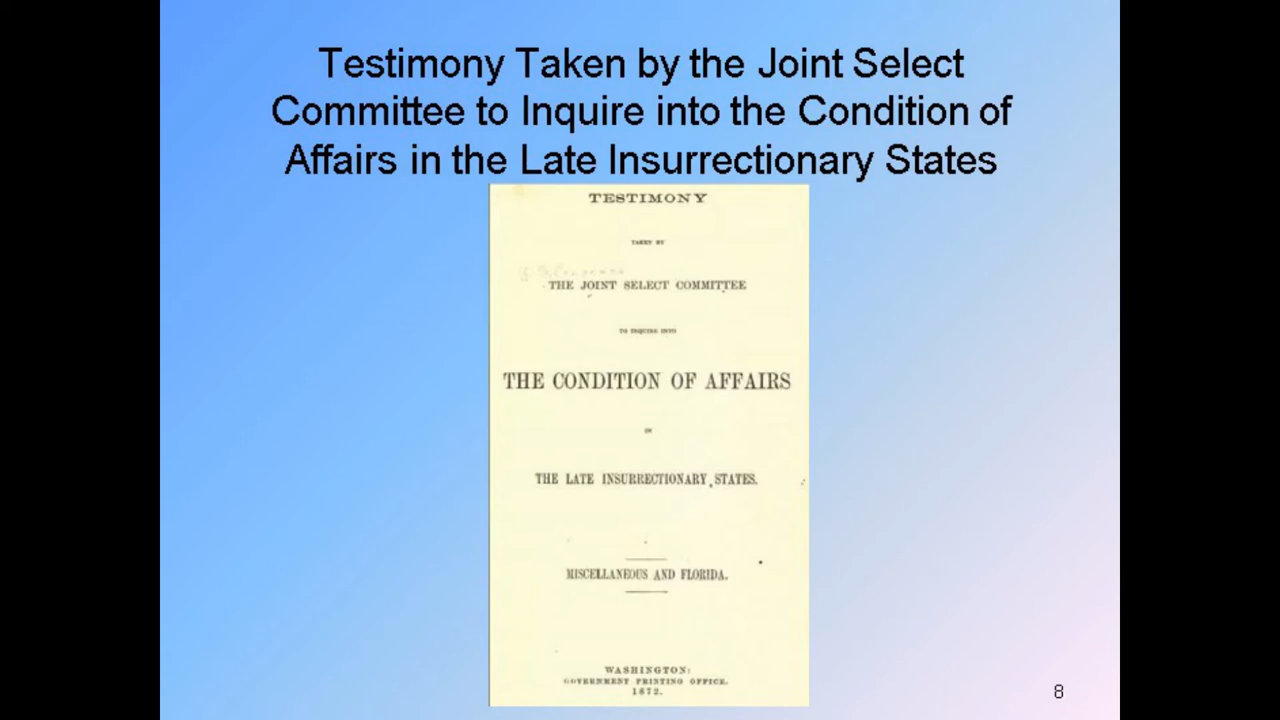 Testimony Taken by the Joint Select
Committee to Inquire into the Condition of
Affairs in the Late Insurrectionary States
TESTIMONY
TAKEN BY
THE JOINT SELECT COMMITTEE
TO INQUIRE INTO
THE CONDITION OF AFFAIRS
IN
THE LATE INSURRECTIONARY STATES.
MISCELLANEOUS AND FLORIDA.
WASHINGTON:
GOVERNMENT PRINTING OFFICE.
1872.
8